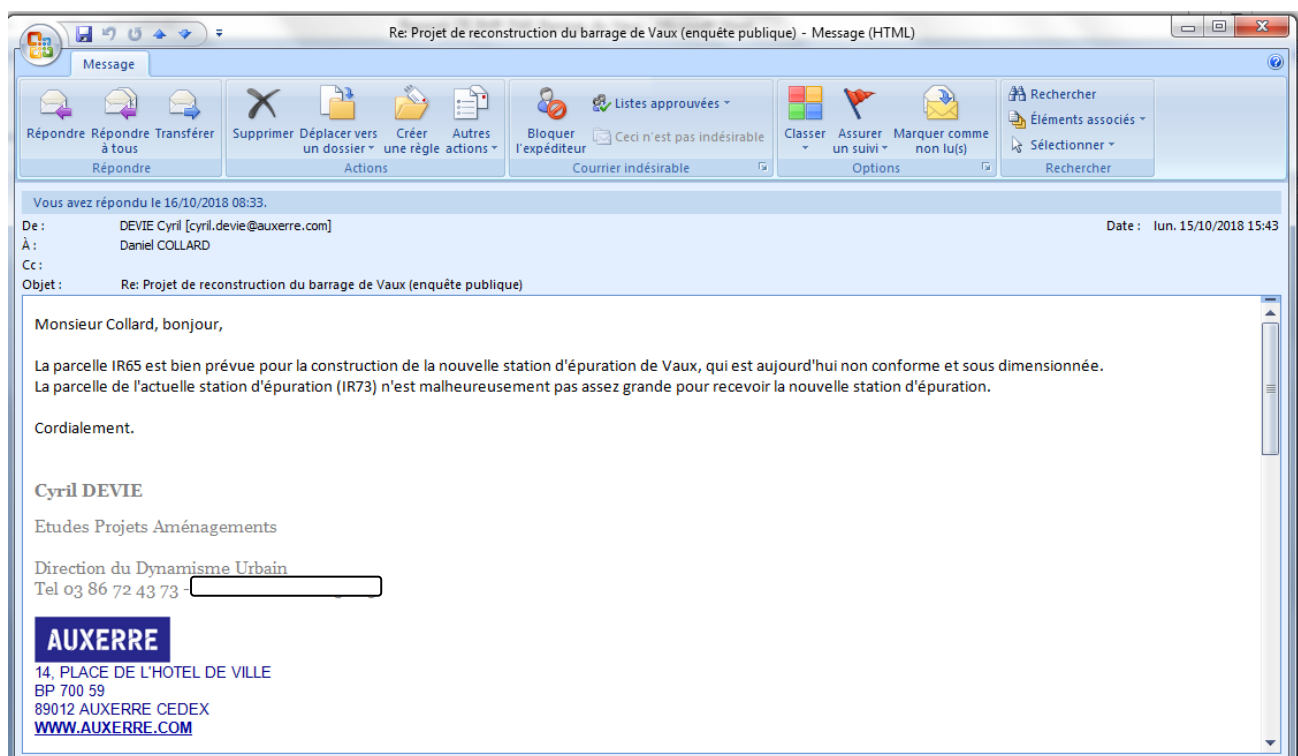 Re: Projet de reconstruction du barrage de Vaux (enquête publique) - Message (HTML)
Message
Répondre Répondre à tous Transférer
Supprimer Déplacer vers un dossier Créer une règle Autres actions
Bloquer l'expéditeur Listes approuvées Ceci n'est pas indésirable
Classer Assurer un suivi Marquer comme non lu(s)
Rechercher
Éléments associés
Sélectionner
Répondre Actions Courrier indésirable Options Rechercher
Vous avez répondu le 16/10/2018 08:33.
De : DEVIE Cyril [cyril.devie@auxerre.com] Date : lun. 15/10/2018 15:43
À : Daniel COLLARD
Cc :
Objet : Re: Projet de reconstruction du barrage de Vaux (enquête publique)
Monsieur Collard, bonjour,
La parcelle IR65 est bien prévue pour la construction de la nouvelle station d'épuration de Vaux, qui est aujourd'hui non conforme et sous dimensionnée.
La parcelle de l'actuelle station d'épuration (IR73) n'est malheureusement pas assez grande pour recevoir la nouvelle station d'épuration.
Cordialement.
Cyril DEVIE
Etudes Projets Aménagements
Direction du Dynamisme Urbain
Tel 03 86 72 43 73 -
AUXERRE
14, PLACE DE L'HOTEL DE VILLE
BP 700 59
89012 AUXERRE CEDEX
WWW.AUXERRE.COM